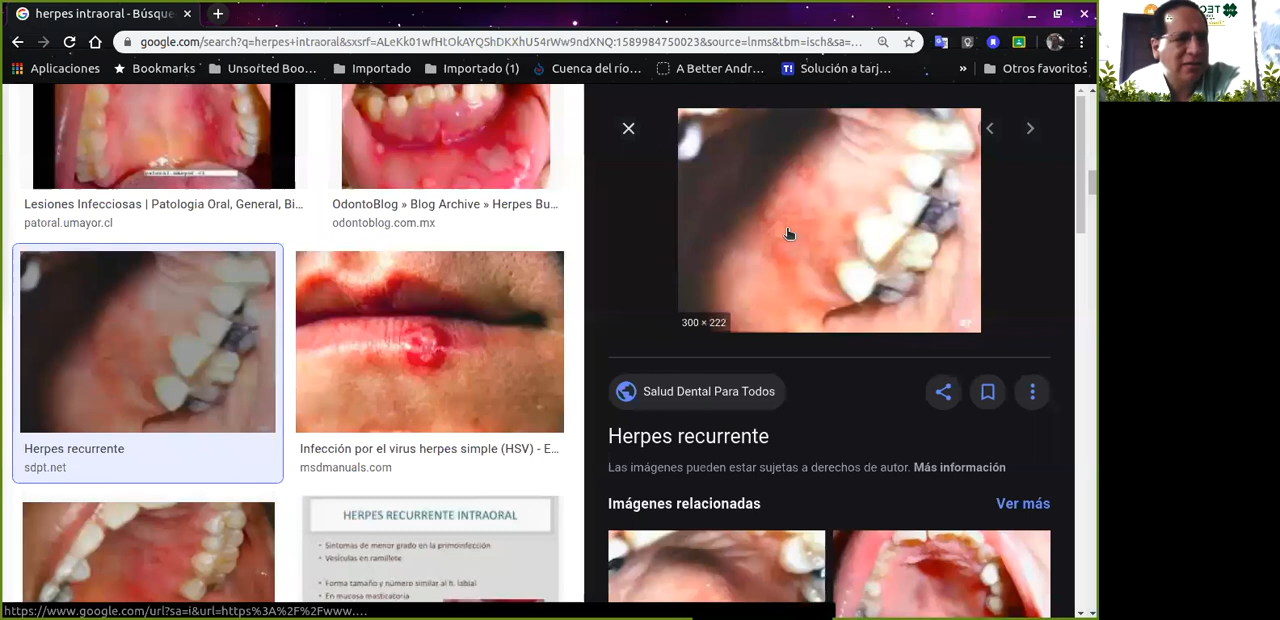 herpes intraoral - Búsque
google.com/search?q=herpes+intraoral&sxsrf=ALeKk01wfHtOkAYQShDKXhU54rWw9ndXNQ:1589984750023&source=lnms&tbm=isch&sa=...
Aplicaciones
Bookmarks
Unsorted Boo...
Importado
Importado (1)
Cuenca del río...
A Better Andr...
T!
Solución a tarj...
»
Otros favoritos
300 × 222
Lesiones Infecciosas | Patologia Oral, General, Bi...
patoral.umayor.cl
OdontoBlog » Blog Archive » Herpes Bu...
odontoblog.com.mx
Herpes recurrente
sdpt.net
Infección por el virus herpes simple (HSV) - E...
msdmanuals.com
HERPES RECURRENTE INTRAORAL
• Síntomas de menor grado en la primoinfección
• Vesículas en ramillete
• Forma tamaño y número similar al h. labial
• En mucosa masticatoria
Salud Dental Para Todos
Herpes recurrente
Las imágenes pueden estar sujetas a derechos de autor. Más información
Imágenes relacionadas
Ver más
https://www.google.com/url?sa=i&url=https%3A%2F%2Fwww....